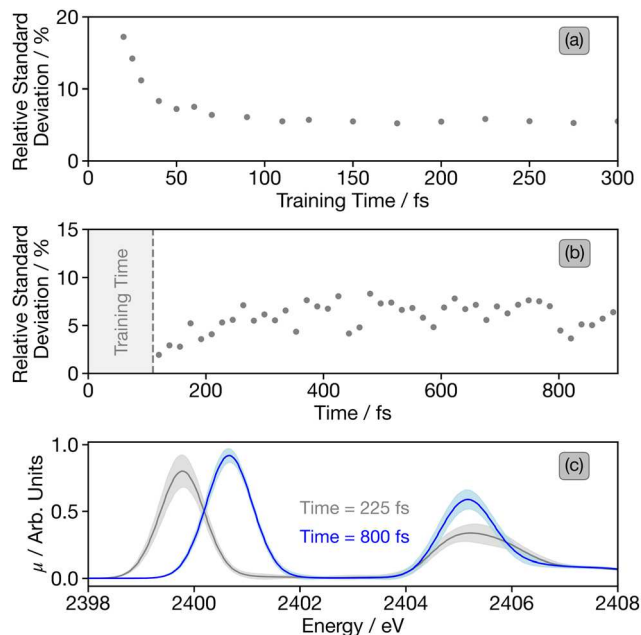 20
Relative Standard
Deviation / %
10
0
(a)
0 50 100 150 200 250 300
Training Time / fs
15
Relative Standard
Deviation / %
10
5
0
Training Time
(b)
0 200 400 600 800
Time / fs
1.0
μ / Arb. Units
0.5
0.0
(c)
Time = 225 fs
Time = 800 fs
2398 2400 2402 2404 2406 2408
Energy / eV